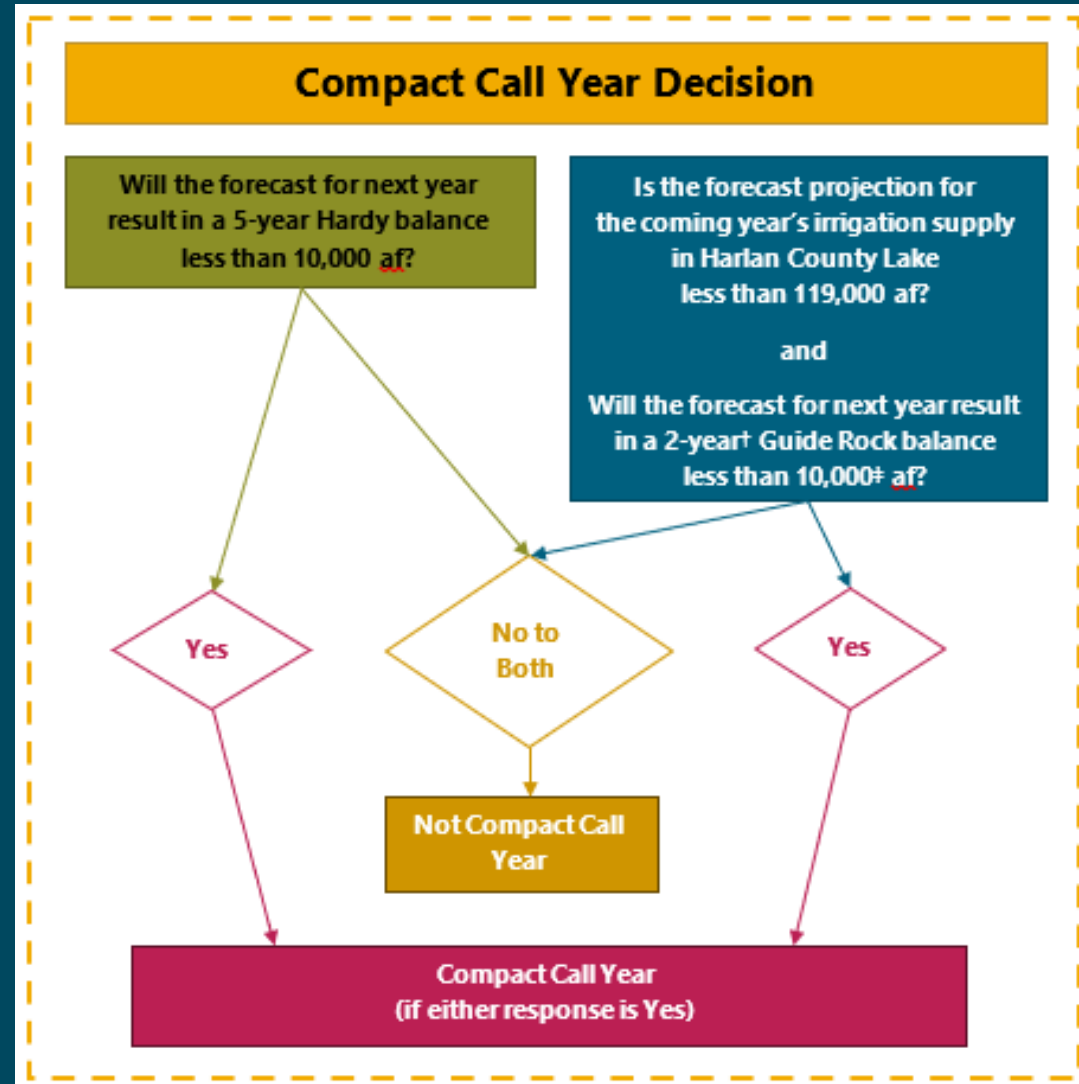 Compact Call Year Decision
Will the forecast for next year
result in a 5-year Hardy balance
less than 10,000 af?
Is the forecast projection for
the coming year's irrigation supply
in Harlan County Lake
less than 119,000 af?
and
Will the forecast for next year result
in a 2-year† Guide Rock balance
less than 10,000‡ af?
Yes
No to
Both
Yes
Not Compact Call
Year
Compact Call Year
(if either response is Yes)